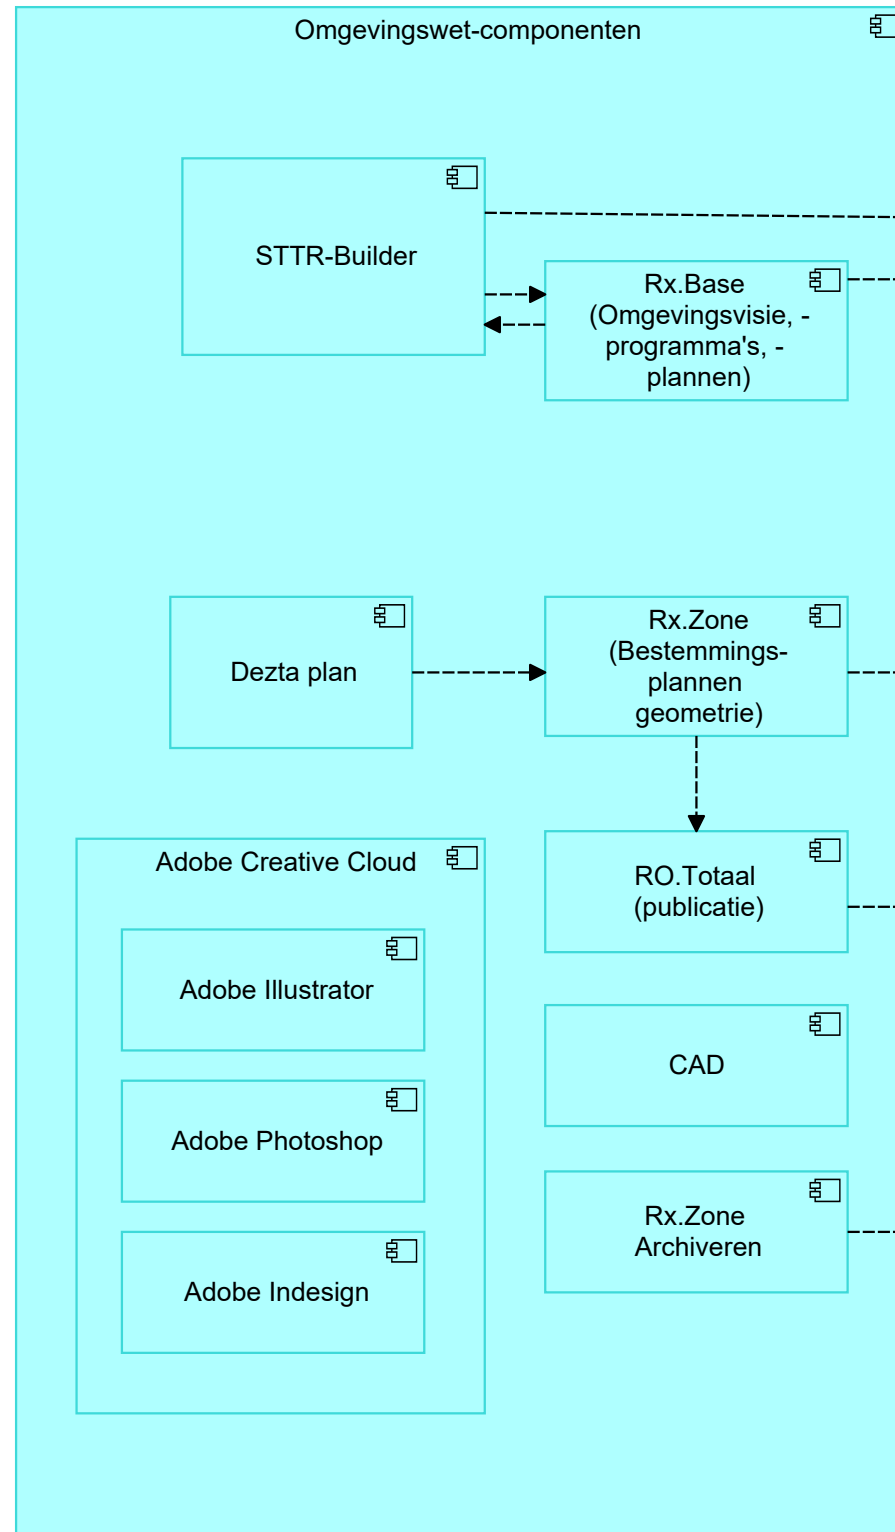 Omgevingswet-componenten
STTR-Builder
Rx.Base
(Omgevingsvisie, -
programma's, -
plannen)
Dezta plan
Rx.Zone
(Bestemmings-
plannen
geometrie)
Adobe Creative Cloud
RO.Totaal
(publicatie)
Adobe Illustrator
CAD
Adobe Photoshop
Rx.Zone
Archiveren
Adobe Indesign